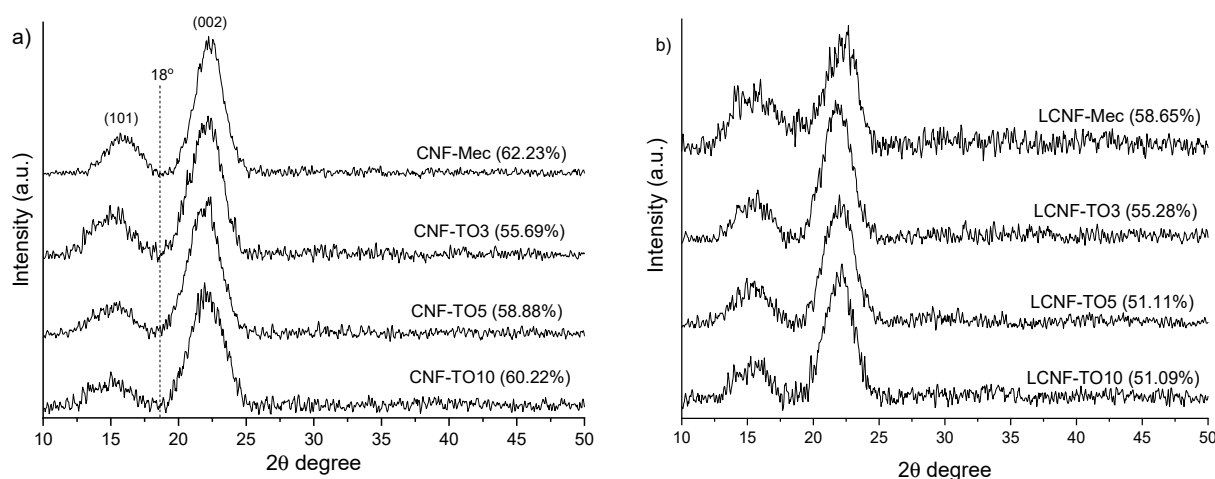 a)
(002)
18º
(101)
CNF-Mec (62.23%)
CNF-TO3 (55.69%)
CNF-TO5 (58.88%)
CNF-TO10 (60.22%)
Intensity (a.u.)
10 15 20 25 30 35 40 45 50
2θ degree
b)
LCNF-Mec (58.65%)
LCNF-TO3 (55.28%)
LCNF-TO5 (51.11%)
LCNF-TO10 (51.09%)
Intensity (a.u.)
10 15 20 25 30 35 40 45 50
2θ degree